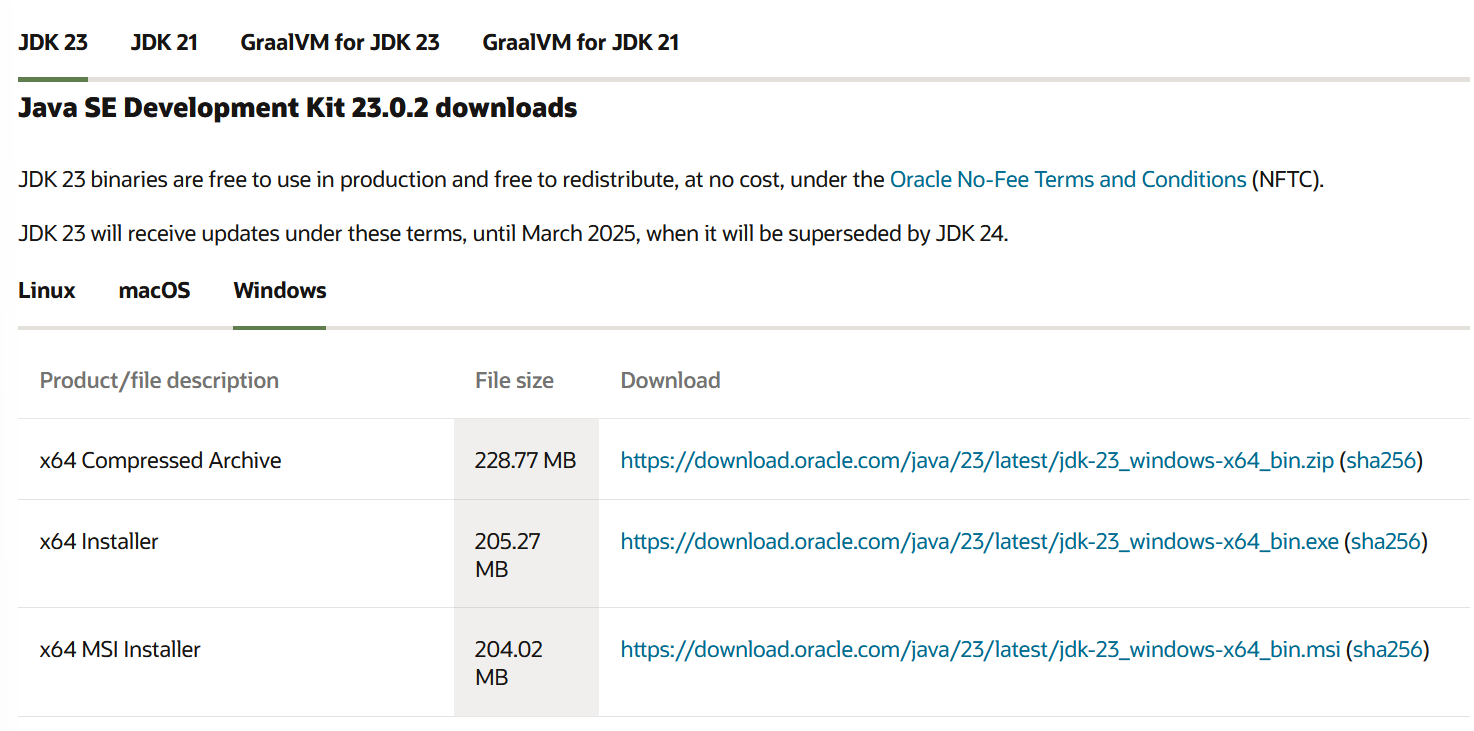 JDK 23 JDK 21 GraalVM for JDK 23 GraalVM for JDK 21
Java SE Development Kit 23.0.2 downloads
JDK 23 binaries are free to use in production and free to redistribute, at no cost, under the Oracle No-Fee Terms and Conditions (NFTC).
JDK 23 will receive updates under these terms, until March 2025, when it will be superseded by JDK 24.
Linux macOS Windows
Product/file description File size Download
x64 Compressed Archive 228.77 MB https://download.oracle.com/java/23/latest/jdk-23_windows-x64_bin.zip (sha256)
x64 Installer 205.27 https://download.oracle.com/java/23/latest/jdk-23_windows-x64_bin.exe (sha256)
MB
x64 MSI Installer 204.02 https://download.oracle.com/java/23/latest/jdk-23_windows-x64_bin.msi (sha256)
MB